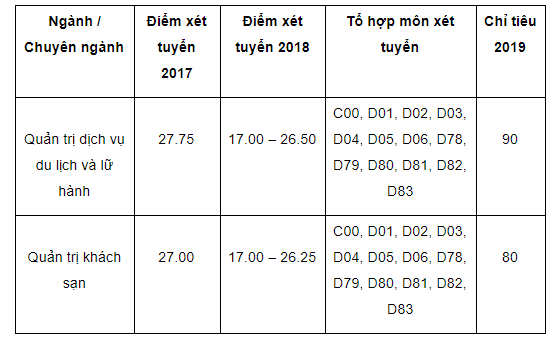 Ngành /
Chuyên ngành
Điểm xét
tuyển
2017
Điểm xét
tuyển 2018
Tổ hợp môn xét
tuyển
Chỉ tiêu
2019
Quản trị dịch vụ
du lịch và lữ
hành
27.75
17.00 – 26.50
C00, D01, D02, D03,
D04, D05, D06, D78,
D79, D80, D81, D82,
D83
90
Quản trị khách
sạn
27.00
17.00 – 26.25
C00, D01, D02, D03,
D04, D05, D06, D78,
D79, D80, D81, D82,
D83
80